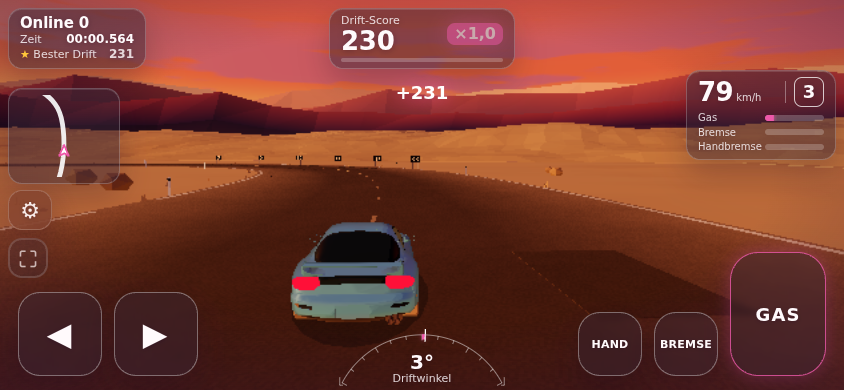 Online 0
Zeit 00:00.564
★ Bester Drift 231
Drift-Score
230
×1,0
+231
79 km/h 3
Gas
Bremse
Handbremse
◀ ▶
HAND
BREMSE
GAS
3°
Driftwinkel